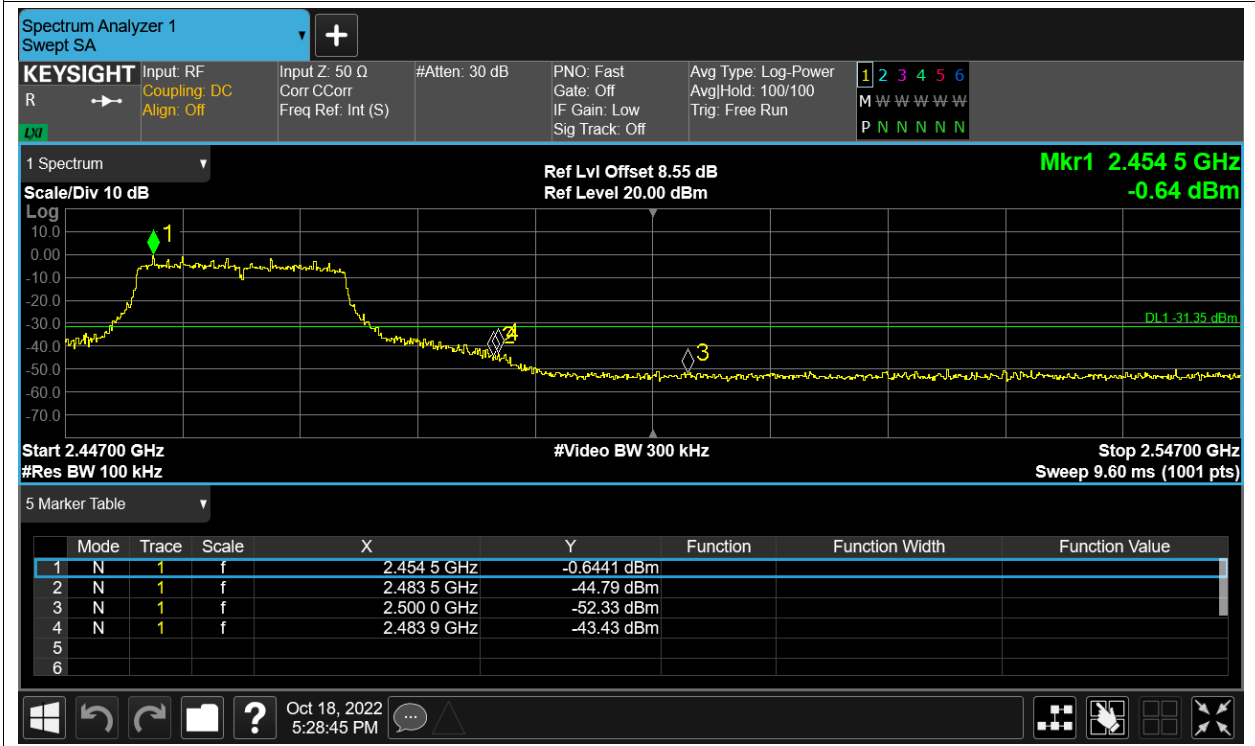 Spectrum Analyzer 1
Swept SA
KEYSIGHT
R
LXI
Input: RF
Coupling: DC
Align: Off
Input Z: 50 Ω
Corr CCorr
Freq Ref: Int (S)
#Atten: 30 dB
PNO: Fast
Gate: Off
IF Gain: Low
Sig Track: Off
Avg Type: Log-Power
Avg|Hold: 100/100
Trig: Free Run
1 2 3 4 5 6
M W W W W W
P N N N N N
1 Spectrum
Scale/Div 10 dB
Ref Lvl Offset 8.55 dB
Ref Level 20.00 dBm
Mkr1 2.454 5 GHz
-0.64 dBm
Log
10.0
0.00
-10.0
-20.0
-30.0
-40.0
-50.0
-60.0
-70.0
1
4
3
DL1 -31.35 dBm
Start 2.44700 GHz
#Res BW 100 kHz
#Video BW 300 kHz
Stop 2.54700 GHz
Sweep 9.60 ms (1001 pts)
5 Marker Table
Mode Trace Scale X Y Function Function Width Function Value
1 N 1 f 2.454 5 GHz -0.6441 dBm
2 N 1 f 2.483 5 GHz -44.79 dBm
3 N 1 f 2.500 0 GHz -52.33 dBm
4 N 1 f 2.483 9 GHz -43.43 dBm
5
6
?
Oct 18, 2022
5:28:45 PM